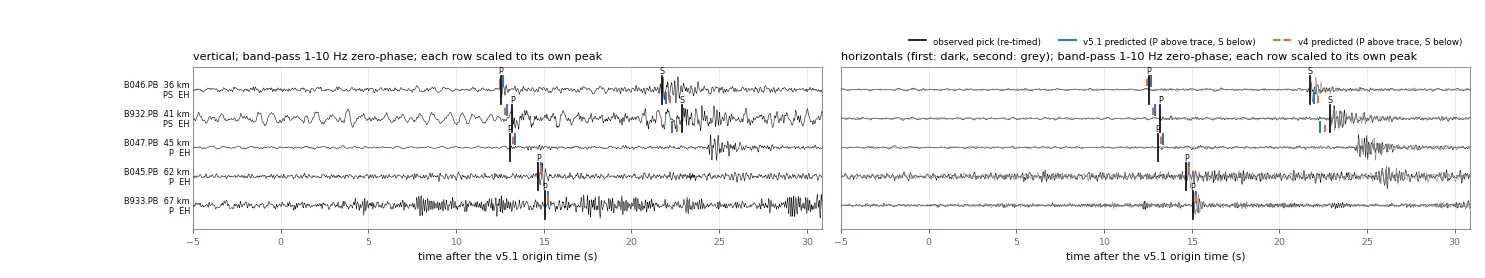 observed pick (re-timed)   v5.1 predicted (P above trace, S below)   v4 predicted (P above trace, S below)
vertical; band-pass 1-10 Hz zero-phase; each row scaled to its own peak   horizontals (first: dark, second: grey); band-pass 1-10 Hz zero-phase; each row scaled to its own peak
P S P S
B046.PB 36 km
PS EH
P S P S
B932.PB 41 km
PS EH
P P
B047.PB 45 km
P EH
P P
B045.PB 62 km
P EH
P P
B933.PB 67 km
P EH
−5 0 5 10 15 20 25 30 −5 0 5 10 15 20 25 30
time after the v5.1 origin time (s)   time after the v5.1 origin time (s)